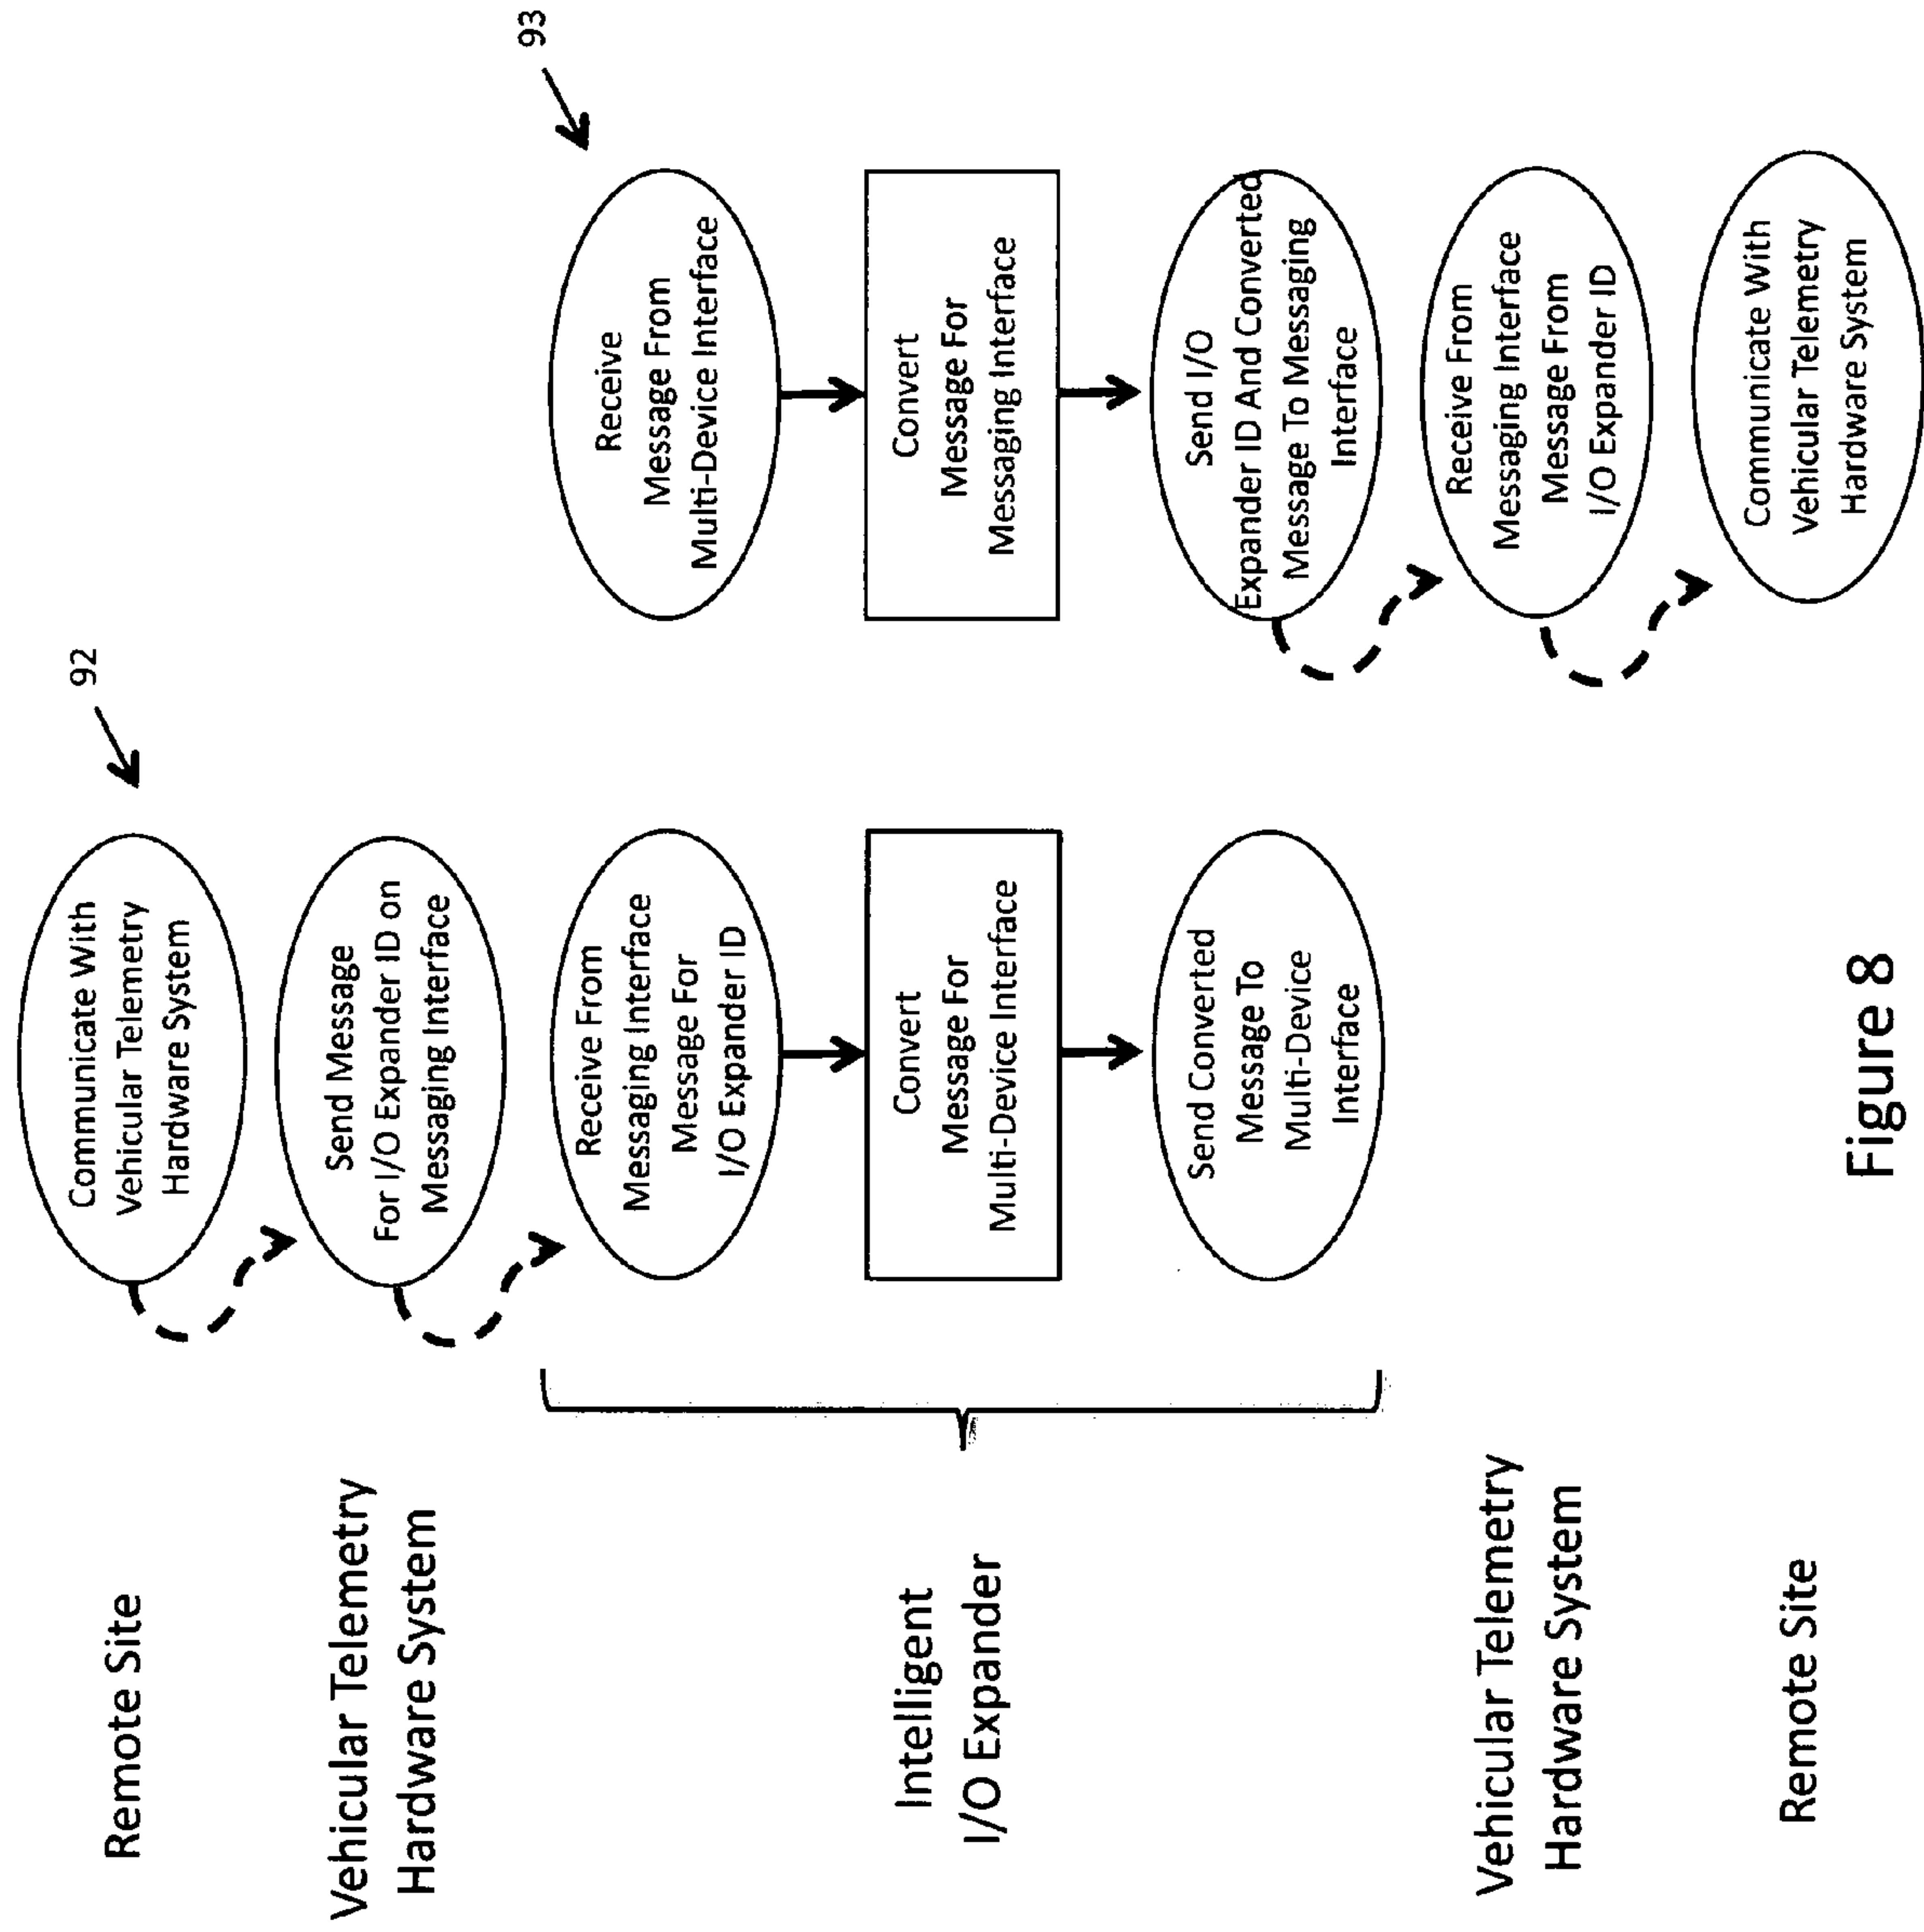 Remote Site
Vehicular Telemetry
Hardware System
Intelligent
I/O Expander
Vehicular Telemetry
Hardware System
Remote Site
92
Communicate With
Vehicular Telemetry
Hardware System
Send Message
For I/O Expander ID on
Messaging Interface
Receive From
Messaging Interface
Message For
I/O Expander ID
Convert
Message For
Multi-Device Interface
Send Converted
Message To
Multi-Device
Interface
93
Receive
Message From
Multi-Device Interface
Convert
Message For
Messaging Interface
Send I/O
Expander ID And Converted
Message To Messaging
Interface
Receive From
Messaging Interface
Message From
I/O Expander ID
Communicate With
Vehicular Telemetry
Hardware System
Figure 8